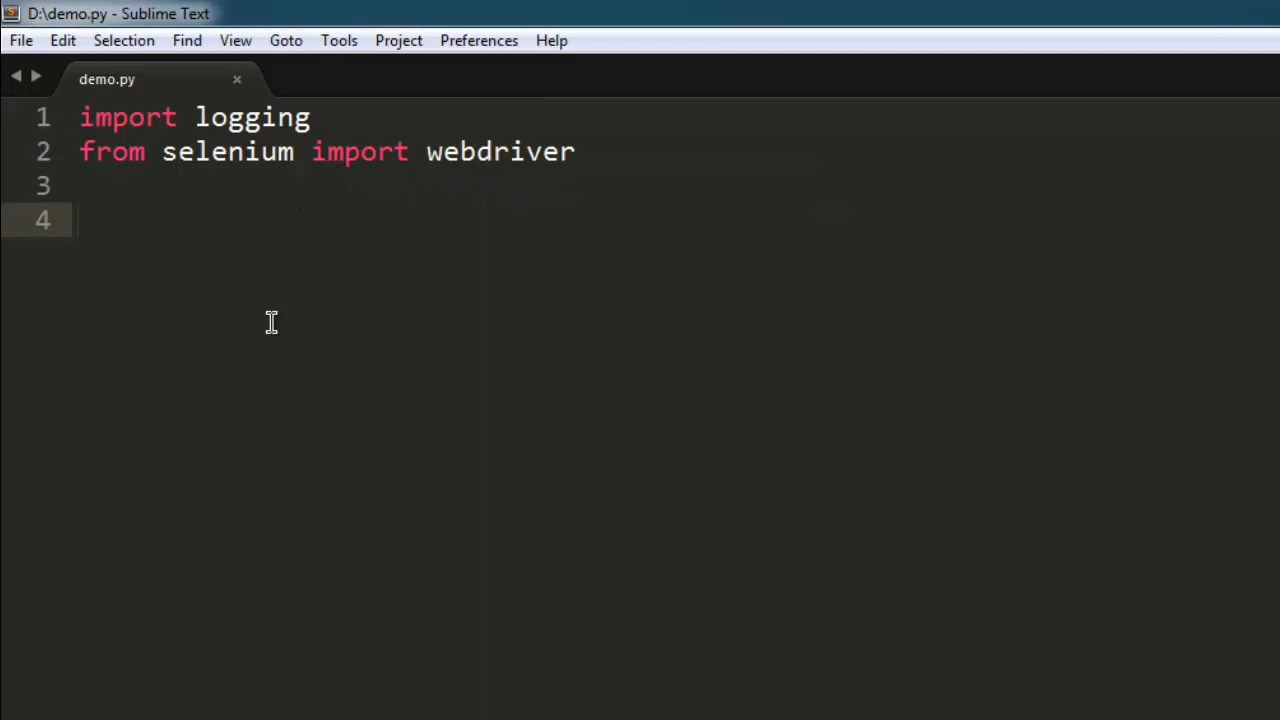 D:\demo.py - Sublime Text
File Edit Selection Find View Goto Tools Project Preferences Help
demo.py ×
1 import logging
2 from selenium import webdriver
3
4